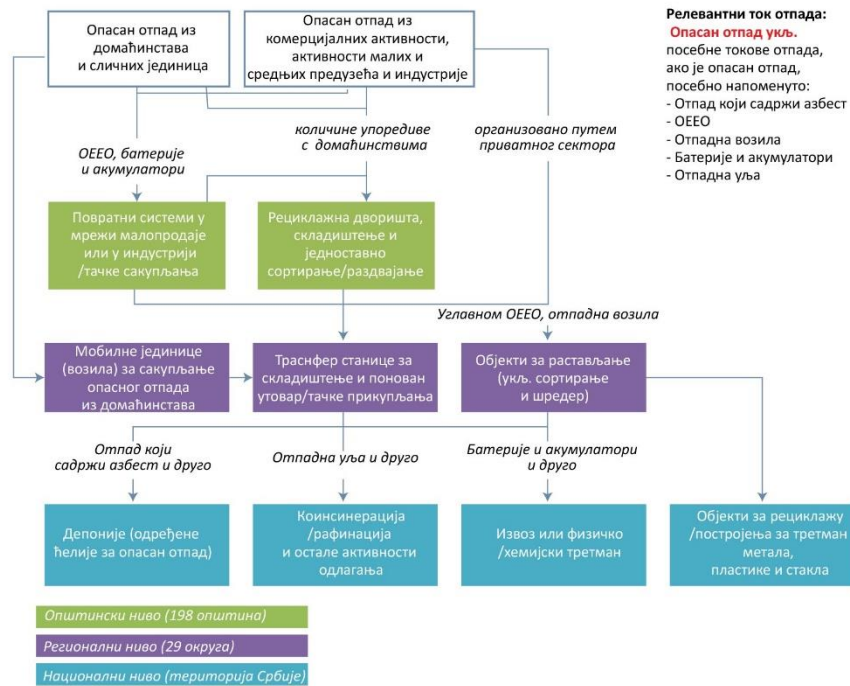 Опасан отпад из
домаћинстава
и сличних јединица
Опасан отпад из
комерцијалних активности,
активности малих и
средњих предузећа и индустрије
Релевантни ток отпада:
Опасан отпад укљ.
посебне токове отпада,
ако је опасан отпад,
посебно напоменуто:
- Отпад који садржи азбест
- ОЕЕО
- Отпадна возила
- Батерије и акумулатори
- Отпадна уља
ОЕЕО, батерије
и акумулатори
количине упоредиве
с домаћинствима
организовано путем
приватног сектора
Повратни системи у
мрежи малопродаје
или у индустрији
/тачке сакупљања
Рециклажна дворишта,
складиштење и
једноставно
сортирање/раздвајање
Углавном ОЕЕО, отпадна возила
Мобилне јединице
(возила) за сакупљање
опасног отпада
из домаћинстава
Траснфер станице за
складиштење и понован
утовар/тачке прикупљања
Објекти за растављање
(укљ. сортирање
и шредер)
Отпад који
садржи азбест и друго
Отпадна уља и друго
Батерије и акумулатори
и друго
Депоније (одређене
ћелије за опасан отпад)
Коинсинерација
/рафинација
и остале активности
одлагања
Извоз или физичко
/хемијски третман
Објекти за рециклажу
/постројења за третман
метала,
пластике и стакла
Општински ниво (198 општина)
Регионални ниво (29 округа)
Национални ниво (територија Србије)